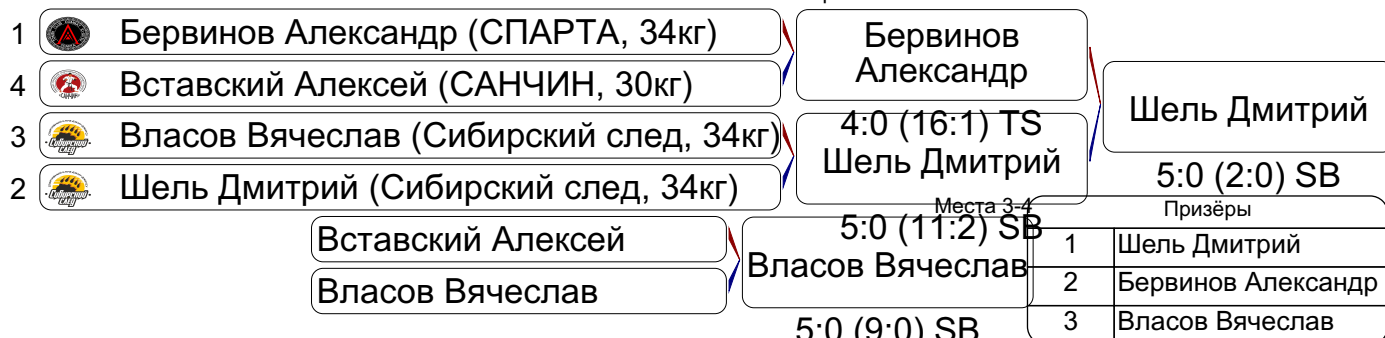 1 Бервинов Александр (СПАРТА, 34кг)
4 Вставский Алексей (САНЧИН, 30кг)
3 Власов Вячеслав (Сибирский след, 34кг)
2 Шель Дмитрий (Сибирский след, 34кг)
Бервинов
Александр
4:0 (16:1) TS
Шель Дмитрий
5:0 (11:2) SB
Шель Дмитрий
5:0 (2:0) SB
Места 3-4
Вставский Алексей
Власов Вячеслав
Власов Вячеслав
5:0 (9:0) SB
Призёры
1 Шель Дмитрий
2 Бервинов Александр
3 Власов Вячеслав